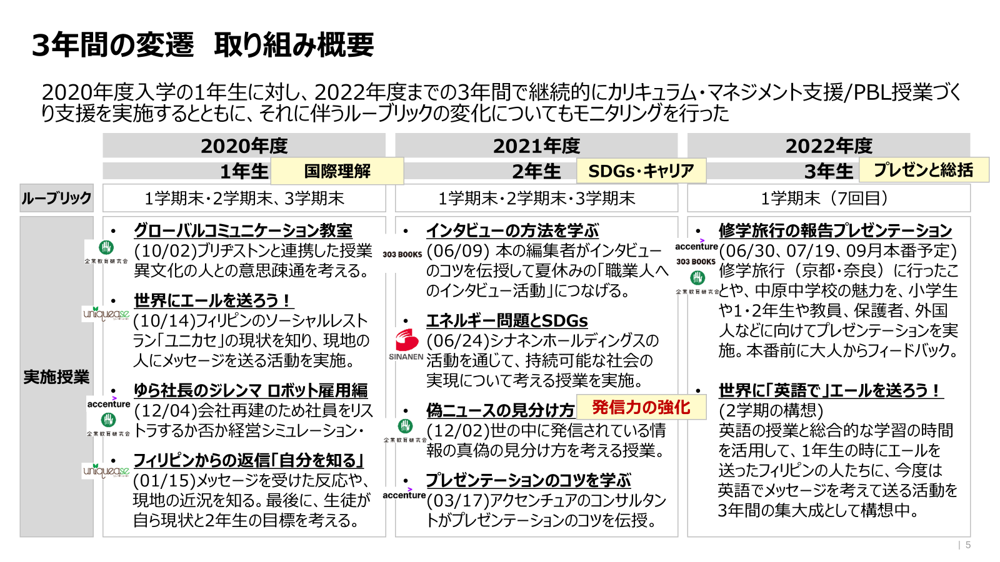 3年間の変遷　取り組み概要
2020年度入学の1年生に対し、2022年度までの3年間で継続的にカリキュラム・マネジメント支援/PBL授業づく
り支援を実施するとともに、それに伴うルーブリックの変化についてもモニタリングを行った
2020年度
1年生
国際理解
2021年度
2年生
SDGs・キャリア
2022年度
3年生
プレゼンと総括
ルーブリック
1学期末・2学期末、3学期末
1学期末・2学期末・3学期末
1学期末（7回目）
実施授業
• グローバルコミュニケーション教室
企業教育研究会
(10/02)ブリヂストンと連携した授業
異文化の人との意思疎通を考える。
• 世界にエールを送ろう！
uniquease
(10/14)フィリピンのソーシャルレスト
ラン「ユニカセ」の現状を知り、現地の
人にメッセージを送る活動を実施。
• ゆら社長のジレンマ ロボット雇用編
accenture
企業教育研究会
(12/04)会社再建のため社員をリス
トラするか否か経営シミュレーション・
• フィリピンからの返信「自分を知る」
uniquease
(01/15)メッセージを受けた反応や、
現地の近況を知る。最後に、生徒が
自ら現状と2年生の目標を考える。
• インタビューの方法を学ぶ
303 BOOKS
(06/09) 本の編集者がインタビュー
のコツを伝授して夏休みの「職業人へ
のインタビュー活動」につなげる。
• エネルギー問題とSDGs
SINANEN
(06/24)シナネンホールディングスの
活動を通じて、持続可能な社会の
実現について考える授業を実施。
• 偽ニュースの見分け方
発信力の強化
企業教育研究会
(12/02)世の中に発信されている情
報の真偽の見分け方を考える授業。
• プレゼンテーションのコツを学ぶ
accenture
(03/17)アクセンチュアのコンサルタン
トがプレゼンテーションのコツを伝授。
• 修学旅行の報告プレゼンテーション
accenture
303 BOOKS
企業教育研究会
(06/30、07/19、09月本番予定)
修学旅行（京都・奈良）に行ったこ
とや、中原中学校の魅力を、小学生
や1・2年生や教員、保護者、外国
人などに向けてプレゼンテーションを実
施。本番前に大人からフィードバック。
• 世界に「英語で」エールを送ろう！
(2学期の構想)
英語の授業と総合的な学習の時間
を活用して、1年生の時にエールを
送ったフィリピンの人たちに、今度は
英語でメッセージを考えて送る活動を
3年間の集大成として構想中。
| 5